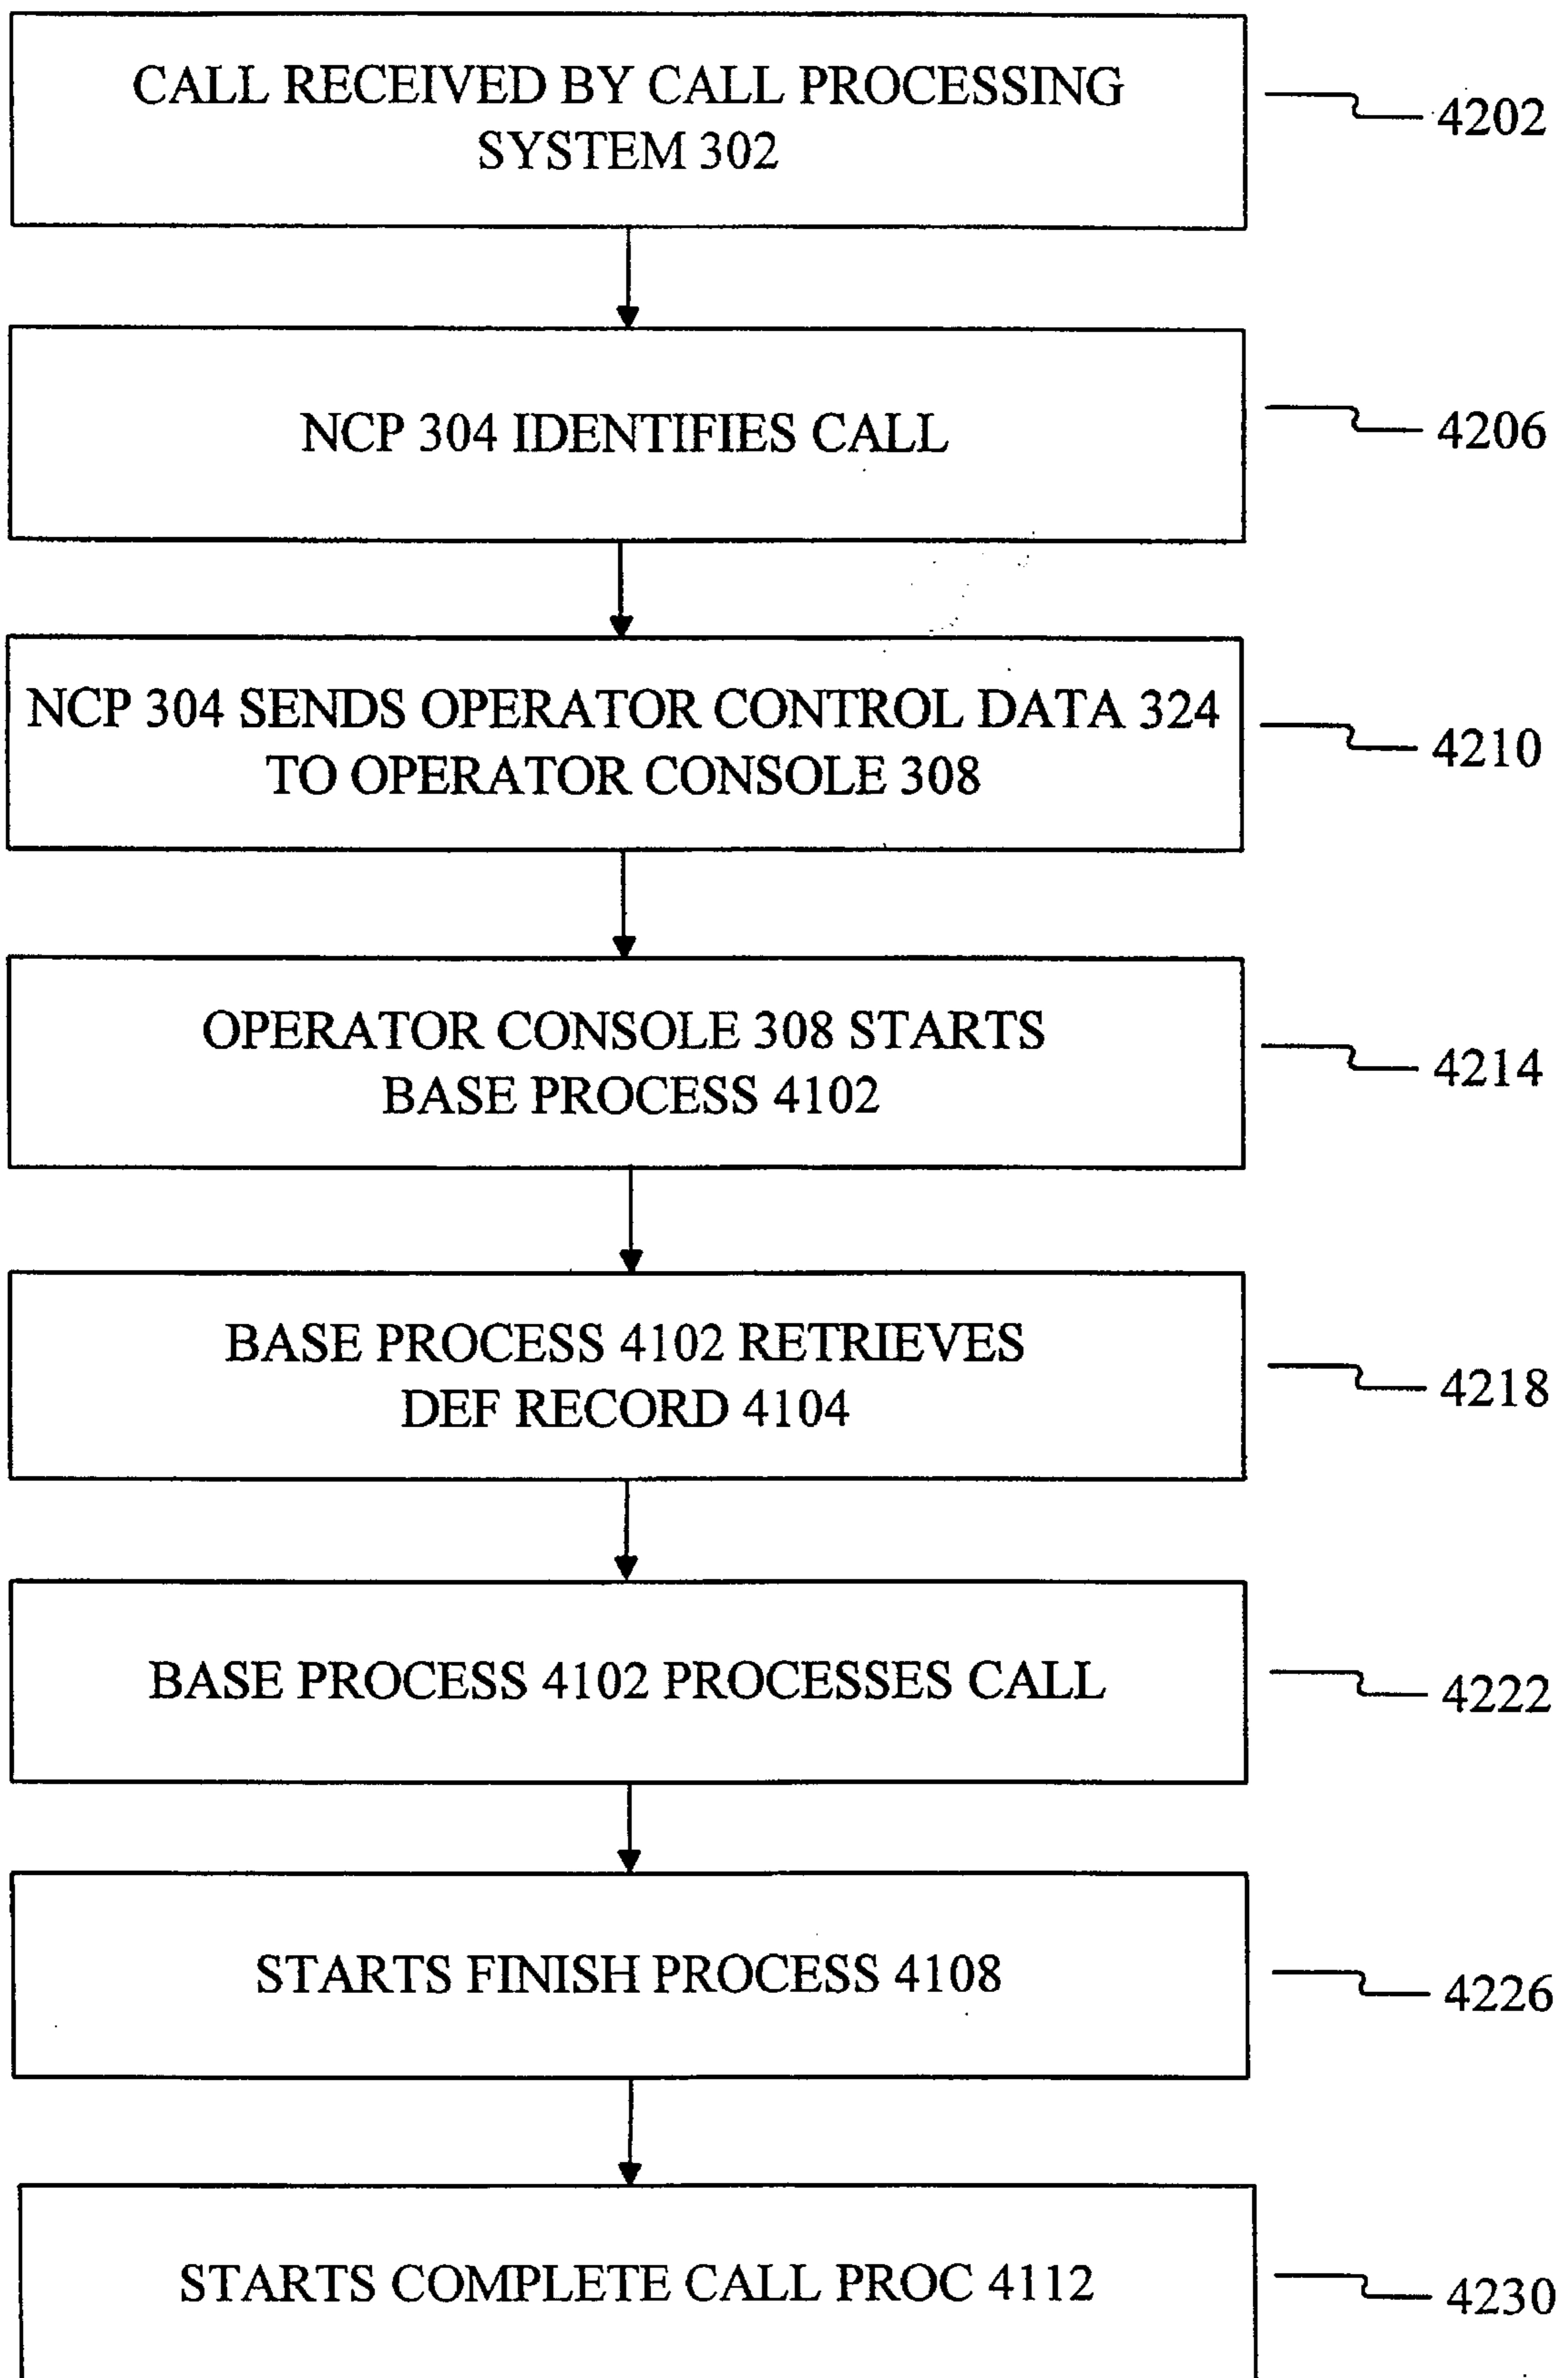 CALL RECEIVED BY CALL PROCESSING
SYSTEM 302
4202
NCP 304 IDENTIFIES CALL
4206
NCP 304 SENDS OPERATOR CONTROL DATA 324
TO OPERATOR CONSOLE 308
4210
OPERATOR CONSOLE 308 STARTS
BASE PROCESS 4102
4214
BASE PROCESS 4102 RETRIEVES
DEF RECORD 4104
4218
BASE PROCESS 4102 PROCESSES CALL
4222
STARTS FINISH PROCESS 4108
4226
STARTS COMPLETE CALL PROC 4112
4230